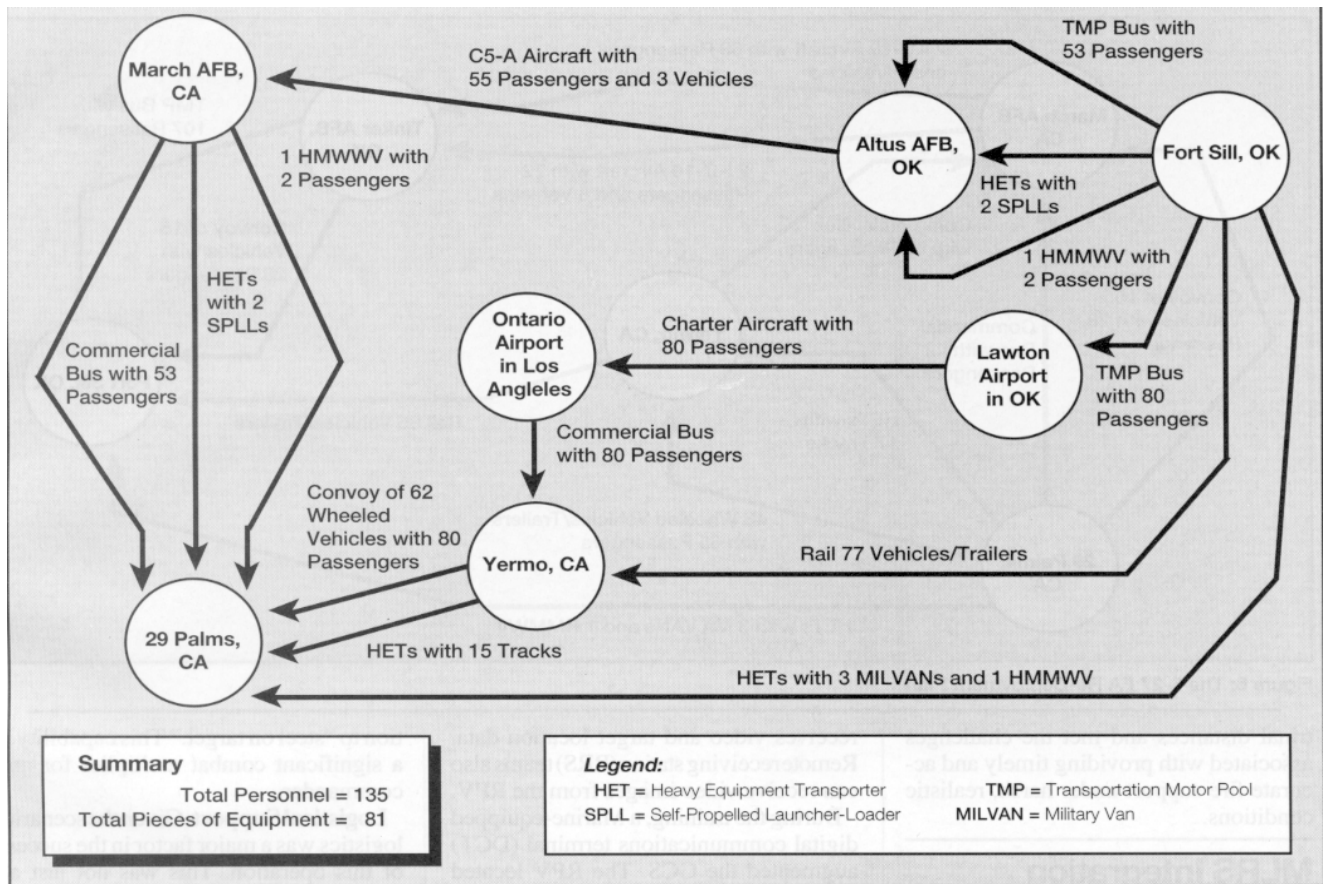 March AFB,
CA
C5-A Aircraft with
55 Passengers and 3 Vehicles
TMP Bus with
53 Passengers
Altus AFB,
OK
Fort Sill, OK
1 HMWWV with
2 Passengers
HETs with
2 SPLLs
1 HMMWV with
2 Passengers
HETs
with 2
SPLLs
Commercial
Bus with 53
Passengers
Ontario
Airport
in Los
Angleles
Charter Aircraft with
80 Passengers
Lawton
Airport
in OK
TMP Bus
with 80
Passengers
Commercial Bus
with 80 Passengers
Convoy of 62
Wheeled
Vehicles with 80
Passengers
Yermo, CA
Rail 77 Vehicles/Trailers
29 Palms,
CA
HETs with 15 Tracks
HETs with 3 MILVANs and 1 HMMWV
Summary
Total Personnel = 135
Total Pieces of Equipment = 81
Legend:
HET = Heavy Equipment Transporter
SPLL = Self-Propelled Launcher-Loader
TMP = Transportation Motor Pool
MILVAN = Military Van